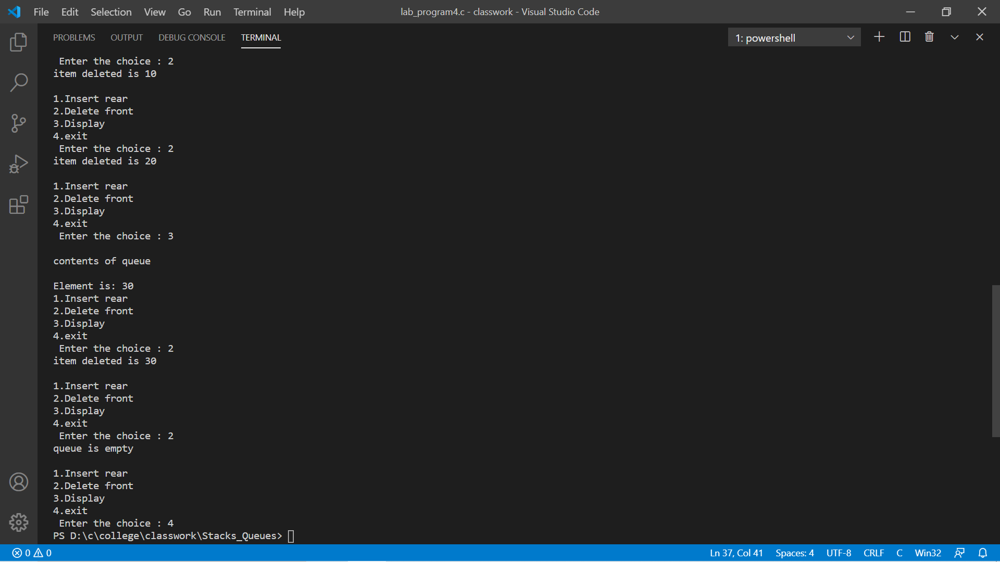 File Edit Selection View Go Run Terminal Help lab_program4.c - classwork - Visual Studio Code
PROBLEMS OUTPUT DEBUG CONSOLE TERMINAL 1: powershell
Enter the choice : 2
item deleted is 10
1.Insert rear
2.Delete front
3.Display
4.exit
Enter the choice : 2
item deleted is 20
1.Insert rear
2.Delete front
3.Display
4.exit
Enter the choice : 3
contents of queue
Element is: 30
1.Insert rear
2.Delete front
3.Display
4.exit
Enter the choice : 2
item deleted is 30
1.Insert rear
2.Delete front
3.Display
4.exit
Enter the choice : 2
queue is empty
1.Insert rear
2.Delete front
3.Display
4.exit
Enter the choice : 4
PS D:\c\college\classwork\Stacks_Queues>
0 0 Ln 37, Col 41 Spaces: 4 UTF-8 CRLF C Win32